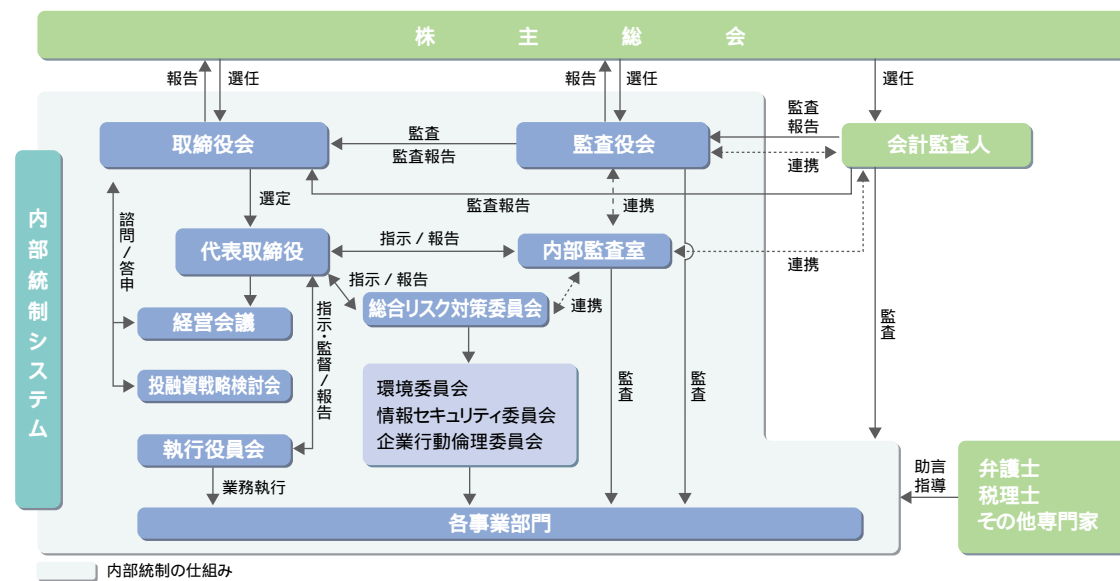 株主総会
報告
選任
報告
選任
選任
取締役会
監査
監査報告
監査役会
監査
報告
連携
会計監査人
内部統制システム
諮問/答申
選定
監査報告
連携
代表取締役
指示 / 報告
内部監査室
連携
指示 / 報告
総合リスク対策委員会
連携
経営会議
指示・監督/報告
監査
投融資戦略検討会
環境委員会
情報セキュリティ委員会
企業行動倫理委員会
監査
監査
執行役員会
業務執行
助言
指導
弁護士
税理士
その他専門家
各事業部門
内部統制の仕組み